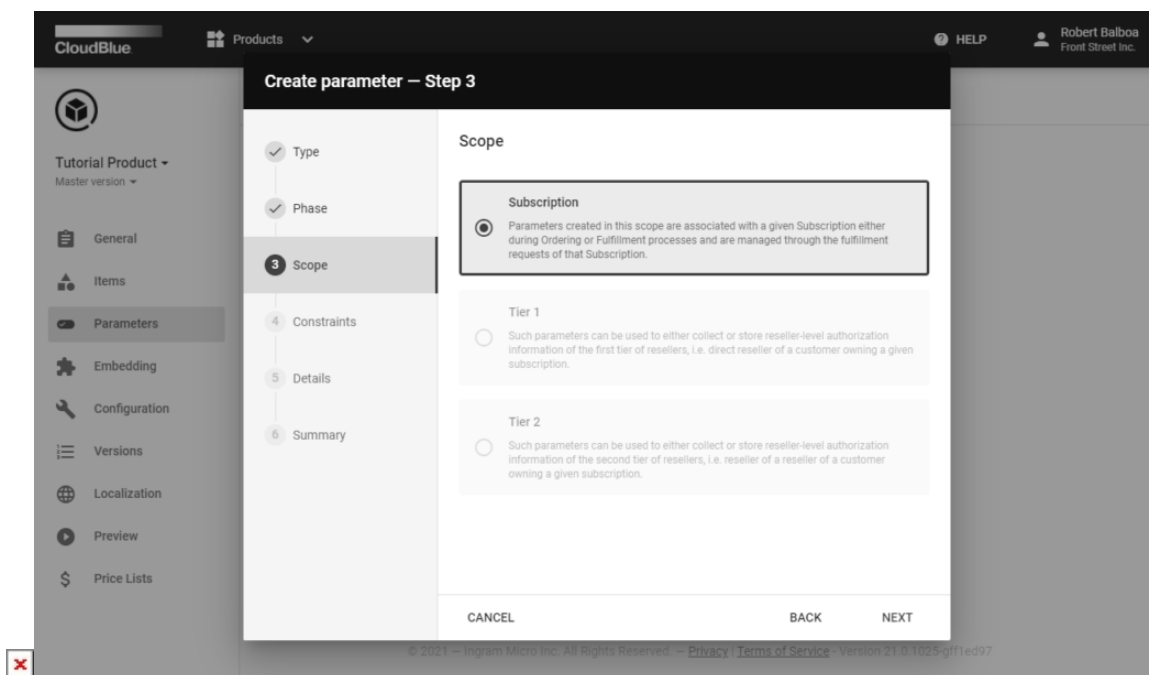 CloudBlue
Products
HELP
Robert Balboa
Front Street Inc.
Create parameter — Step 3
Tutorial Product
Master version
General
Items
Parameters
Embedding
Configuration
Versions
Localization
Preview
Price Lists
Type
Phase
3 Scope
4 Constraints
5 Details
6 Summary
Scope
Subscription
Parameters created in this scope are associated with a given Subscription either
during Ordering or Fulfillment processes and are managed through the fulfillment
requests of that Subscription.
Tier 1
Such parameters can be used to either collect or store reseller-level authorization
information of the first tier of resellers, i.e. direct reseller of a customer owning a given
subscription.
Tier 2
Such parameters can be used to either collect or store reseller-level authorization
information of the second tier of resellers, i.e. reseller of a reseller of a customer
owning a given subscription.
CANCEL
BACK
NEXT
© 2021 — Ingram Micro Inc. All Rights Reserved. — Privacy | Terms of Service - Version 21.0.1025-gff1ed97